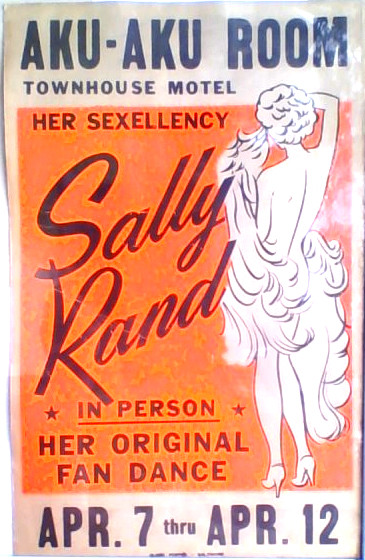 AKU-AKU ROOM
TOWNHOUSE MOTEL
HER SEXELLENCY
Sally
Rand
★ IN PERSON ★
HER ORIGINAL
FAN DANCE
APR. 7 thru APR. 12